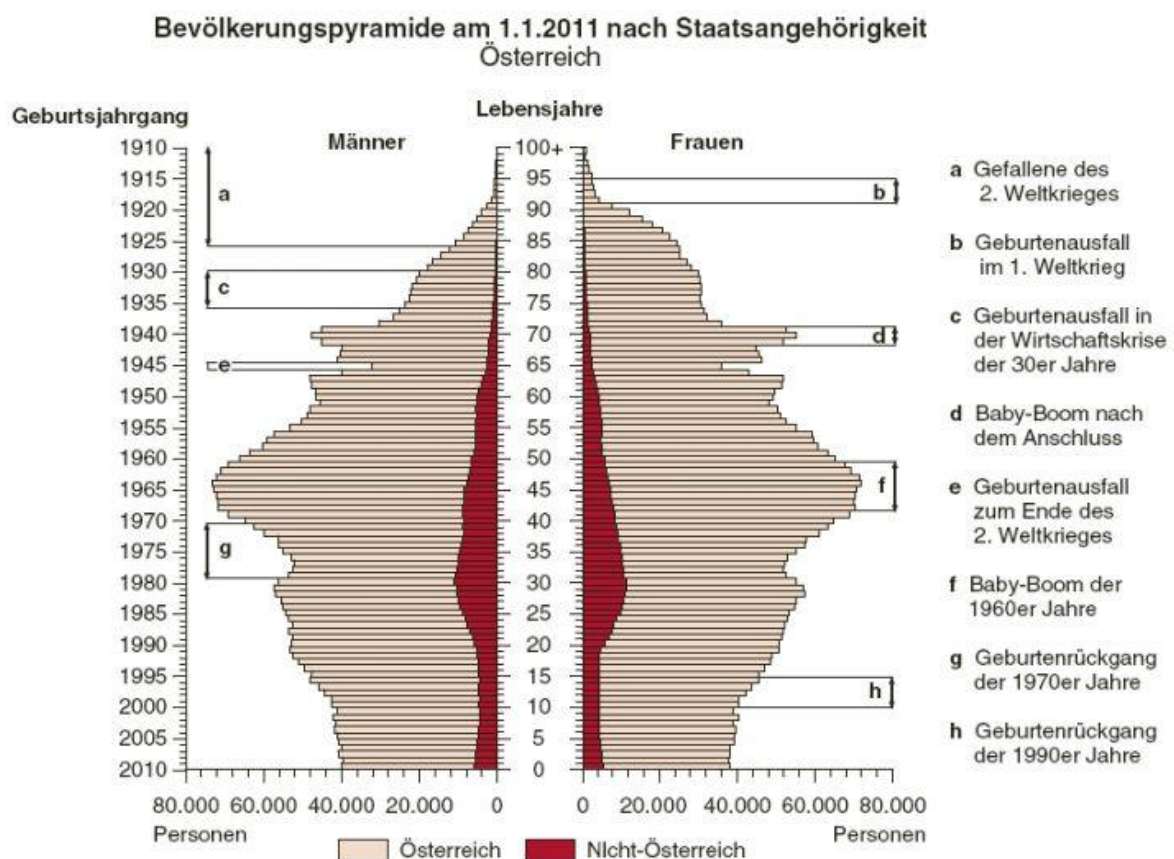 Bevölkerungspyramide am 1.1.2011 nach Staatsangehörigkeit
Österreich
Geburtsjahrgang
Lebensjahre
Männer
Frauen
1910
1915
1920
1925
1930
1935
1940
1945
1950
1955
1960
1965
1970
1975
1980
1985
1990
1995
2000
2005
2010
a
c
e
g
100+
95
90
85
80
75
70
65
60
55
50
45
40
35
30
25
20
15
10
5
0
b
d
f
h
80.000 60.000 40.000 20.000 0
Personen
0 20.000 40.000 60.000 80.000
Personen
Österreich
NIcht-Österreich
a Gefallene des
2. Weltkrieges
b Geburtenausfall
im 1. Weltkrieg
c Geburtenausfall in
der Wirtschaftskrise
der 30er Jahre
d Baby-Boom nach
dem Anschluss
e Geburtenausfall
zum Ende des
2. Weltkrieges
f Baby-Boom der
1960er Jahre
g Geburtenrückgang
der 1970er Jahre
h Geburtenrückgang
der 1990er Jahre